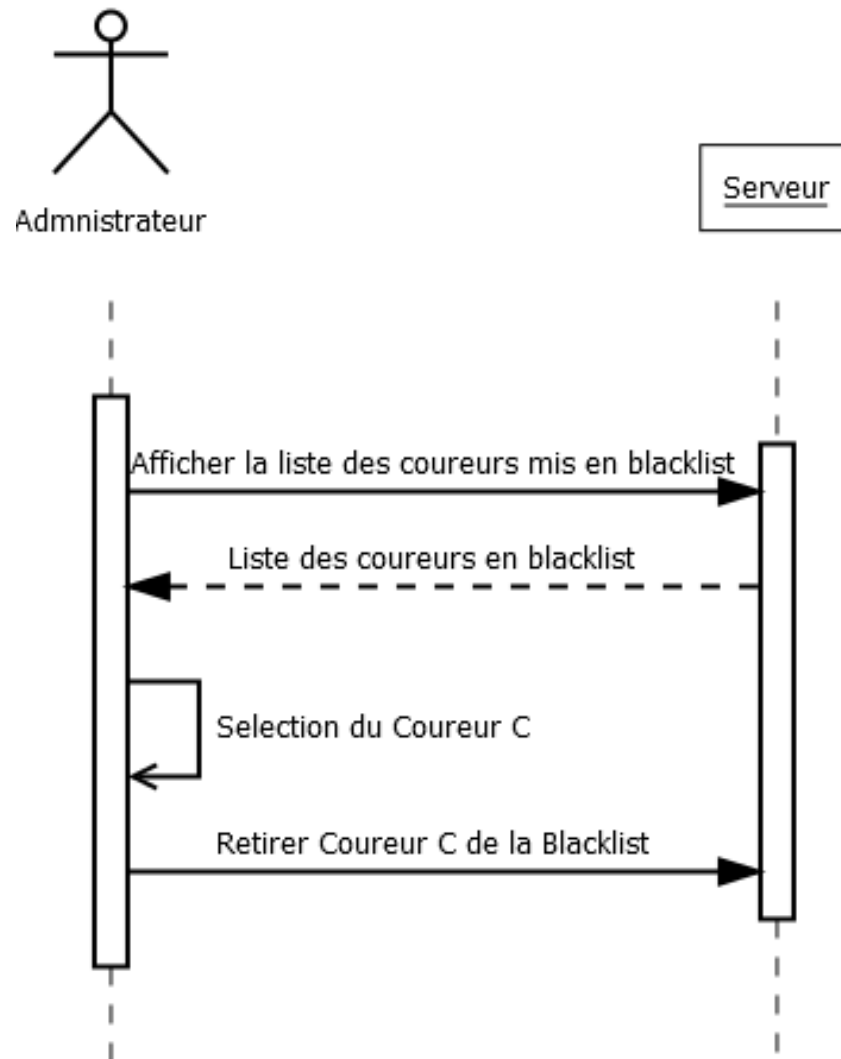 Admnistrateur
Serveur
Afficher la liste des coureurs mis en blacklist
Liste des coureurs en blacklist
Selection du Coureur C
Retirer Coureur C de la Blacklist